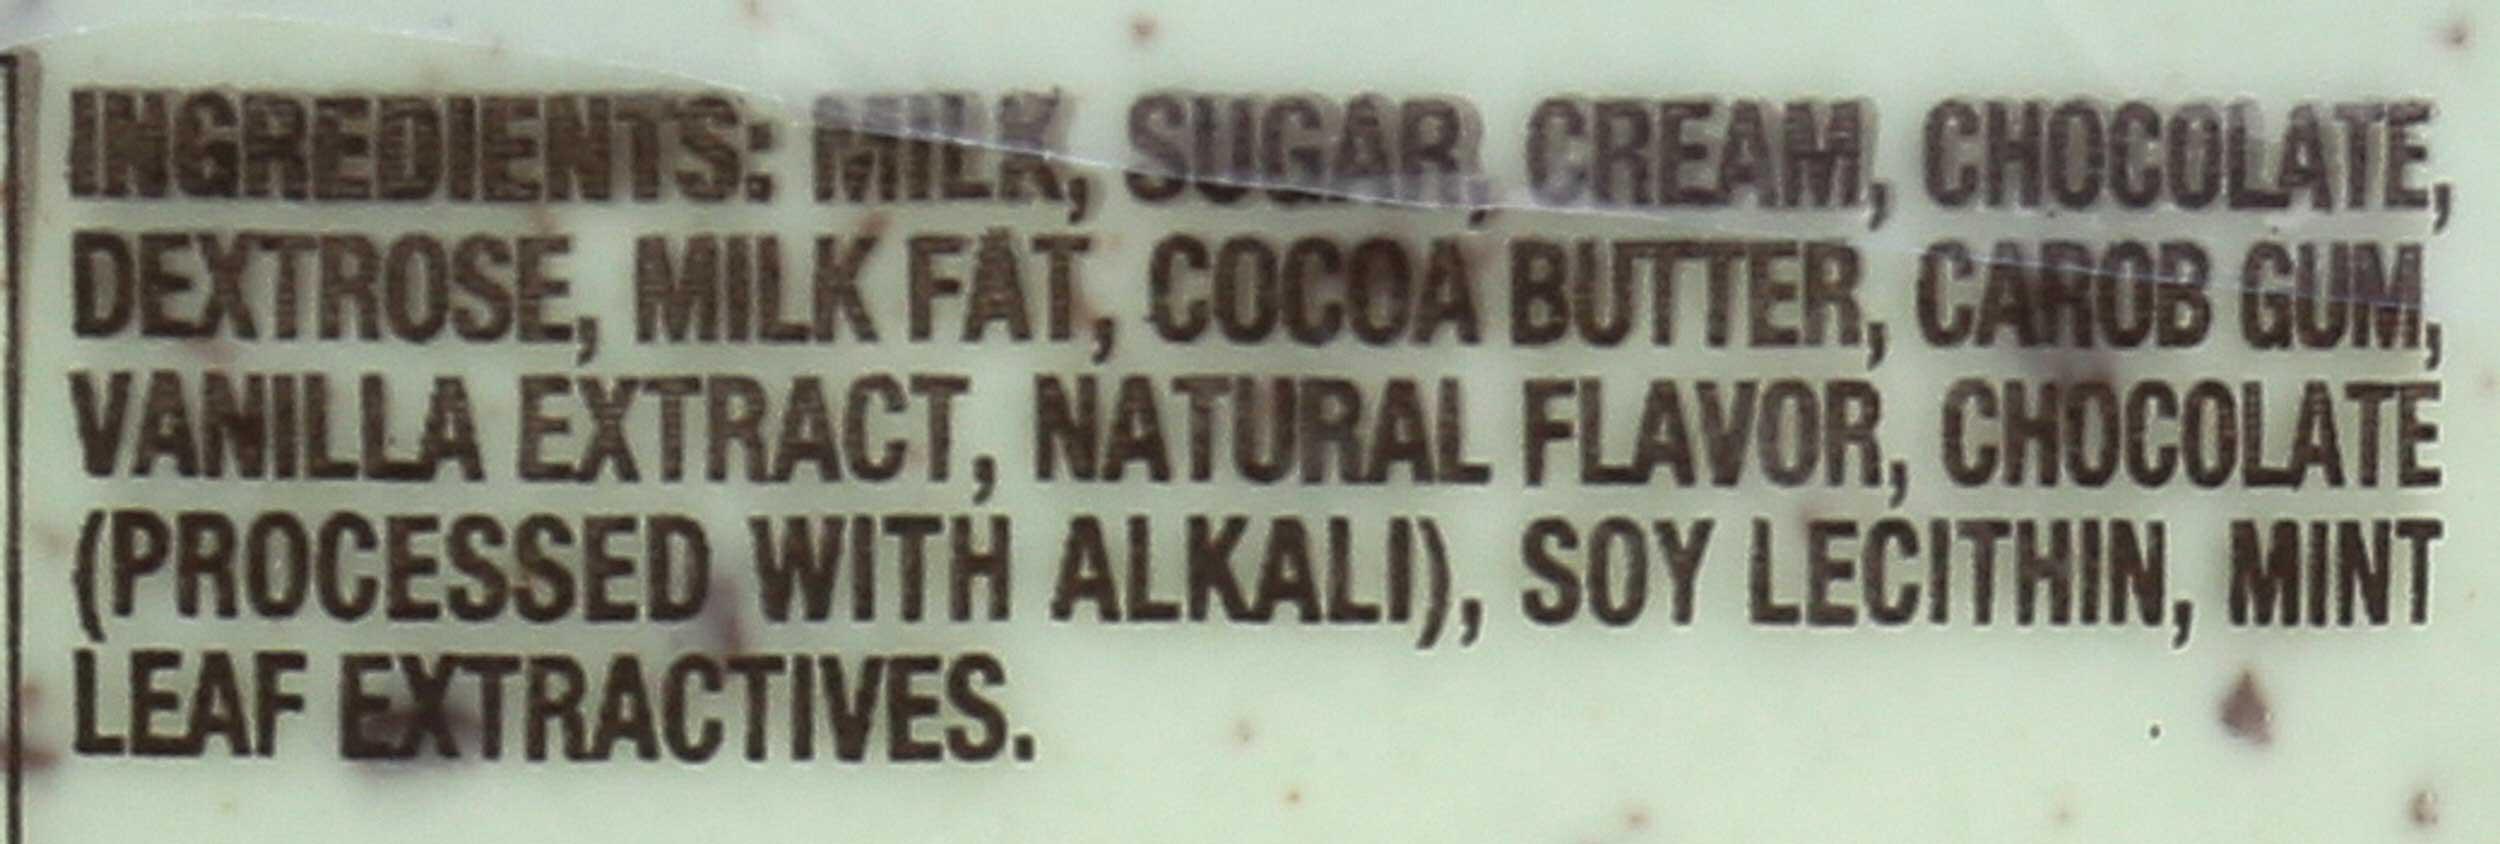 INGREDIENTS: MILK, SUGAR, CREAM, CHOCOLATE,
DEXTROSE, MILK FAT, COCOA BUTTER, CAROB GUM,
VANILLA EXTRACT, NATURAL FLAVOR, CHOCOLATE
(PROCESSED WITH ALKALI), SOY LECITHIN, MINT
LEAF EXTRACTIVES.